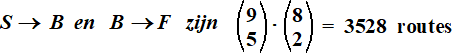 S → B en B → F zijn (9 5) · (8 2) = 3528 routes